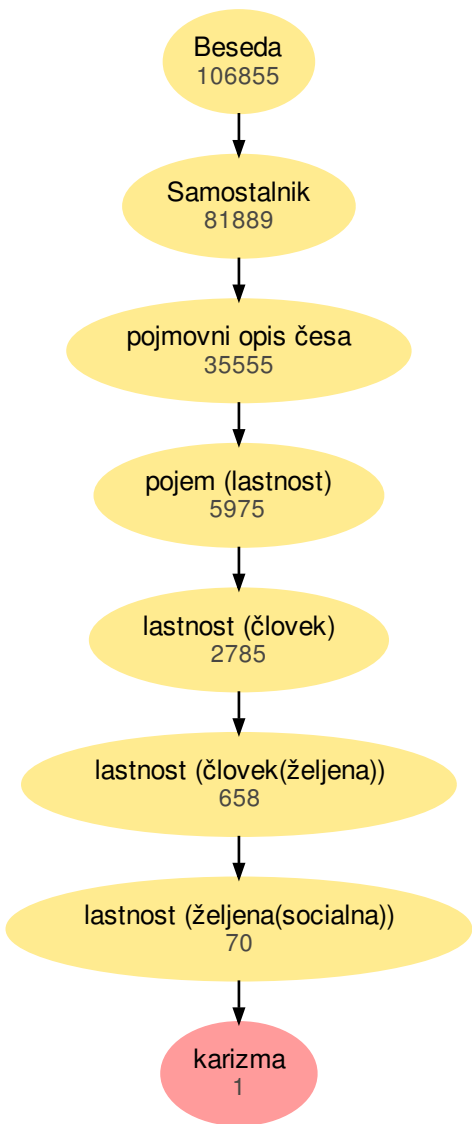 Beseda
106855
Samostalnik
81889
pojmovni opis česa
35555
pojem (lastnost)
5975
lastnost (človek)
2785
lastnost (človek(željena))
658
lastnost (željena(socialna))
70
karizma
1